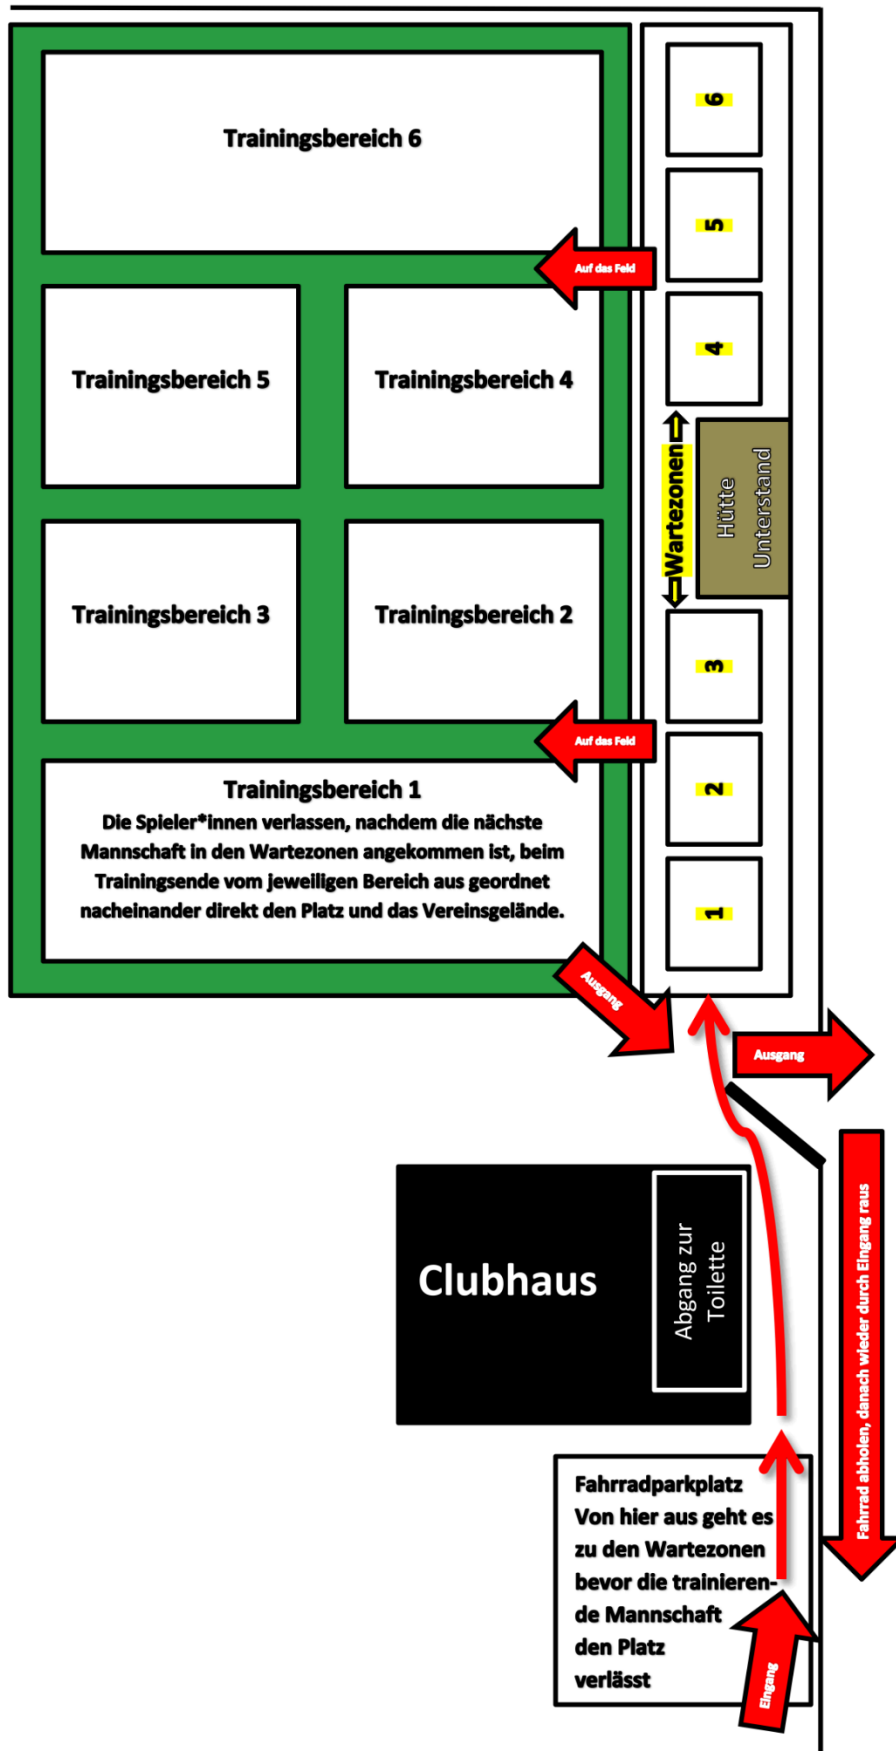 Trainingsbereich 6
6
5
Auf das Feld
4
Trainingsbereich 5
Trainingsbereich 4
Wartezonen
Hütte
Unterstand
Trainingsbereich 3
Trainingsbereich 2
3
Auf das Feld
2
1
Trainingsbereich 1
Die Spieler*innen verlassen, nachdem die nächste
Mannschaft in den Wartezonen angekommen ist, beim
Trainingsende vom jeweiligen Bereich aus geordnet
nacheinander direkt den Platz und das Vereinsgelände.
Ausgang
Ausgang
Clubhaus
Abgang zur
Toilette
Fahrrad abholen, danach wieder durch Eingang raus
Fahrradparkplatz
Von hier aus geht es
zu den Wartezonen
bevor die trainieren-
de Mannschaft
den Platz
verlässt
Eingang